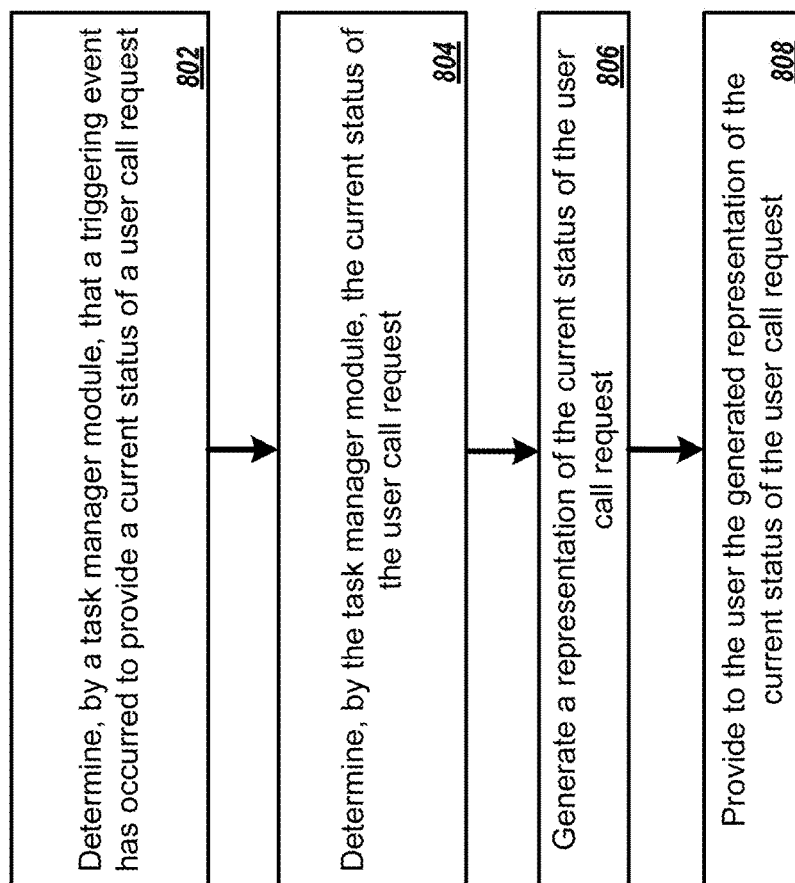 Determine, by a task manager module, that a triggering event
has occurred to provide a current status of a user call request
802
Determine, by the task manager module, the current status of
the user call request
804
Generate a representation of the current status of the user
call request
806
Provide to the user the generated representation of the
current status of the user call request
808